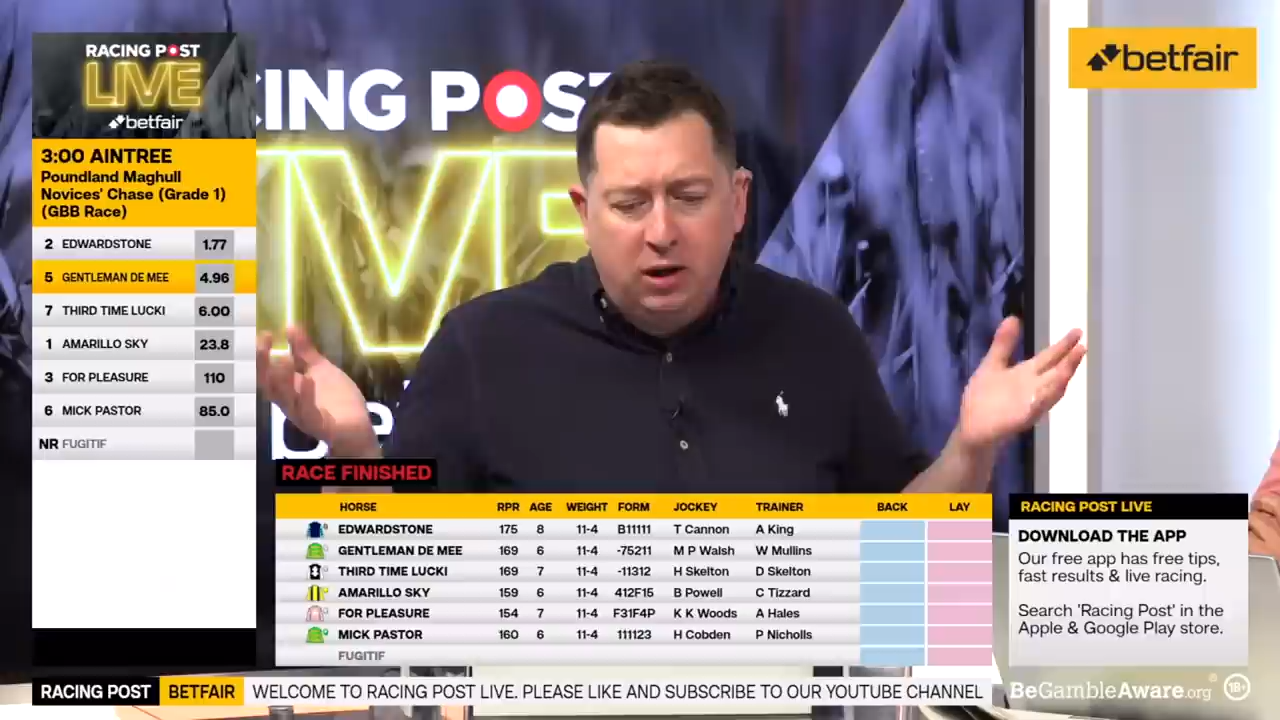 RACING POST
LIVE
betfair
CING POST
IVE
be
betfair
3:00 AINTREE
Poundland Maghull
Novices' Chase (Grade 1)
(GBB Race)
2 EDWARDSTONE 1.77
5 GENTLEMAN DE MEE 4.96
7 THIRD TIME LUCKI 6.00
1 AMARILLO SKY 23.8
3 FOR PLEASURE 110
6 MICK PASTOR 85.0
NR FUGITIF
RACE FINISHED
HORSE RPR AGE WEIGHT FORM JOCKEY TRAINER BACK LAY
EDWARDSTONE 175 8 11-4 B11111 T Cannon A King
GENTLEMAN DE MEE 169 6 11-4 -75211 M P Walsh W Mullins
THIRD TIME LUCKI 169 7 11-4 -11312 H Skelton D Skelton
AMARILLO SKY 159 6 11-4 412F15 B Powell C Tizzard
FOR PLEASURE 154 7 11-4 F31F4P K K Woods A Hales
MICK PASTOR 160 6 11-4 111123 H Cobden P Nicholls
FUGITIF
RACING POST LIVE
DOWNLOAD THE APP
Our free app has free tips,
fast results & live racing.
Search 'Racing Post' in the
Apple & Google Play store.
RACING POST BETFAIR WELCOME TO RACING POST LIVE. PLEASE LIKE AND SUBSCRIBE TO OUR YOUTUBE CHANNEL
BeGambleAware.org 18+